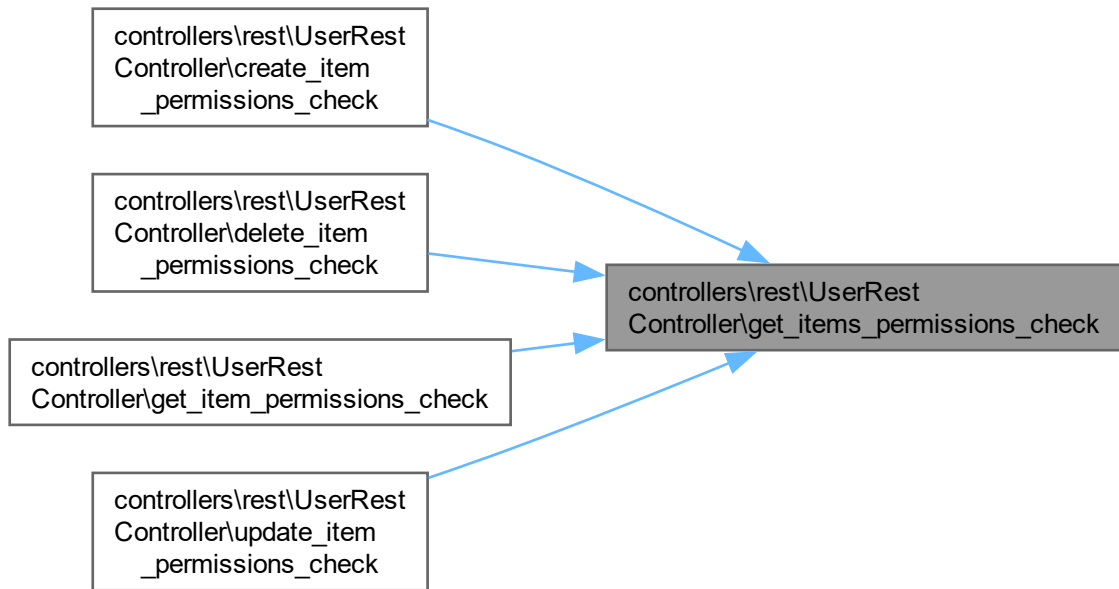 controllers\rest\UserRest
Controller\create_item
_permissions_check
controllers\rest\UserRest
Controller\delete_item
_permissions_check
controllers\rest\UserRest
Controller\get_items_permissions_check
controllers\rest\UserRest
Controller\get_item_permissions_check
controllers\rest\UserRest
Controller\update_item
_permissions_check